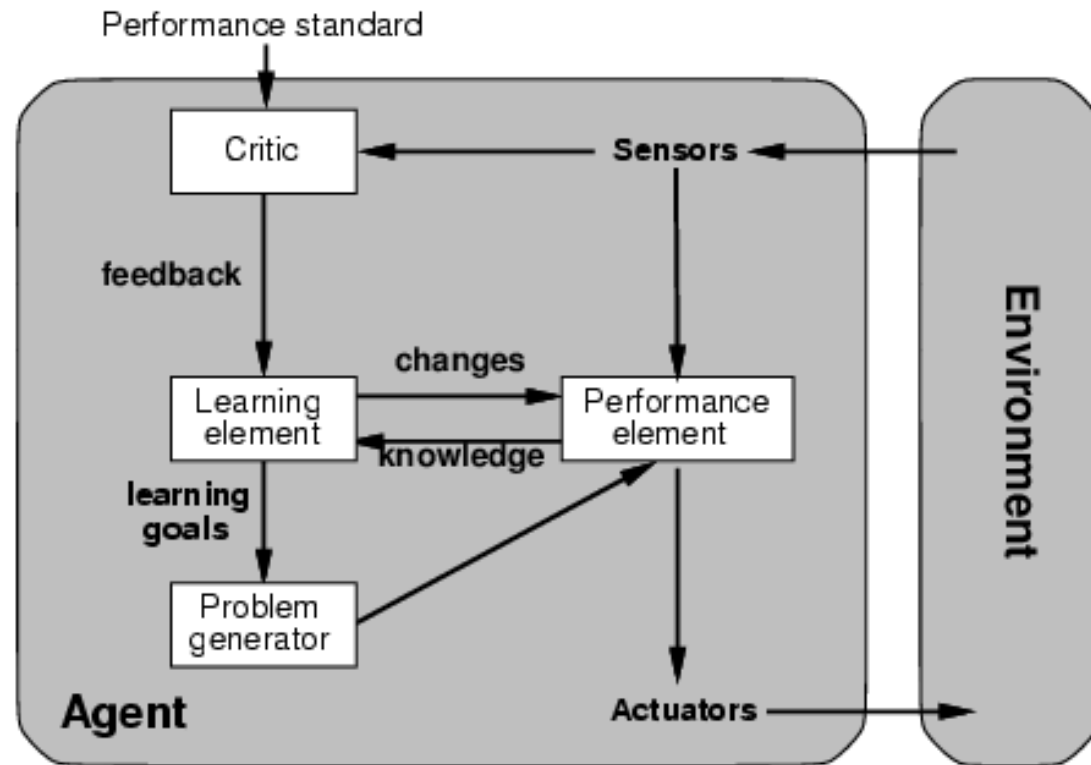 Performance standard
Critic
Sensors
feedback
changes
Learning
element
Performance
element
knowledge
learning
goals
Problem
generator
Agent
Actuators
Environment